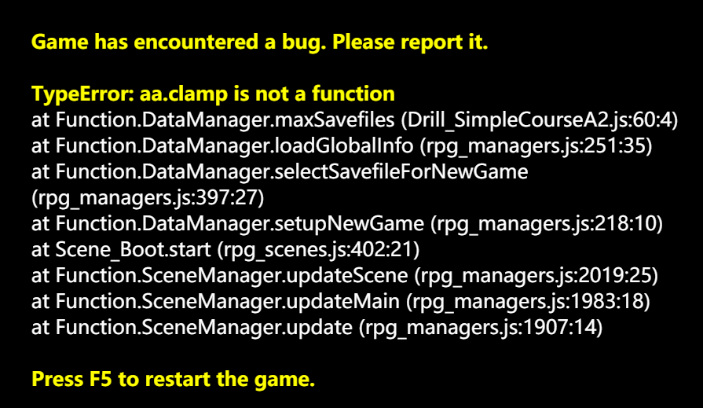 Game has encountered a bug. Please report it.
TypeError: aa.clamp is not a function
at Function.DataManager.maxSavefiles (Drill_SimpleCourseA2.js:60:4)
at Function.DataManager.loadGlobalInfo (rpg_managers.js:251:35)
at Function.DataManager.selectSavefileForNewGame
(rpg_managers.js:397:27)
at Function.DataManager.setupNewGame (rpg_managers.js:218:10)
at Scene_Boot.start (rpg_scenes.js:402:21)
at Function.SceneManager.updateScene (rpg_managers.js:2019:25)
at Function.SceneManager.updateMain (rpg_managers.js:1983:18)
at Function.SceneManager.update (rpg_managers.js:1907:14)
Press F5 to restart the game.